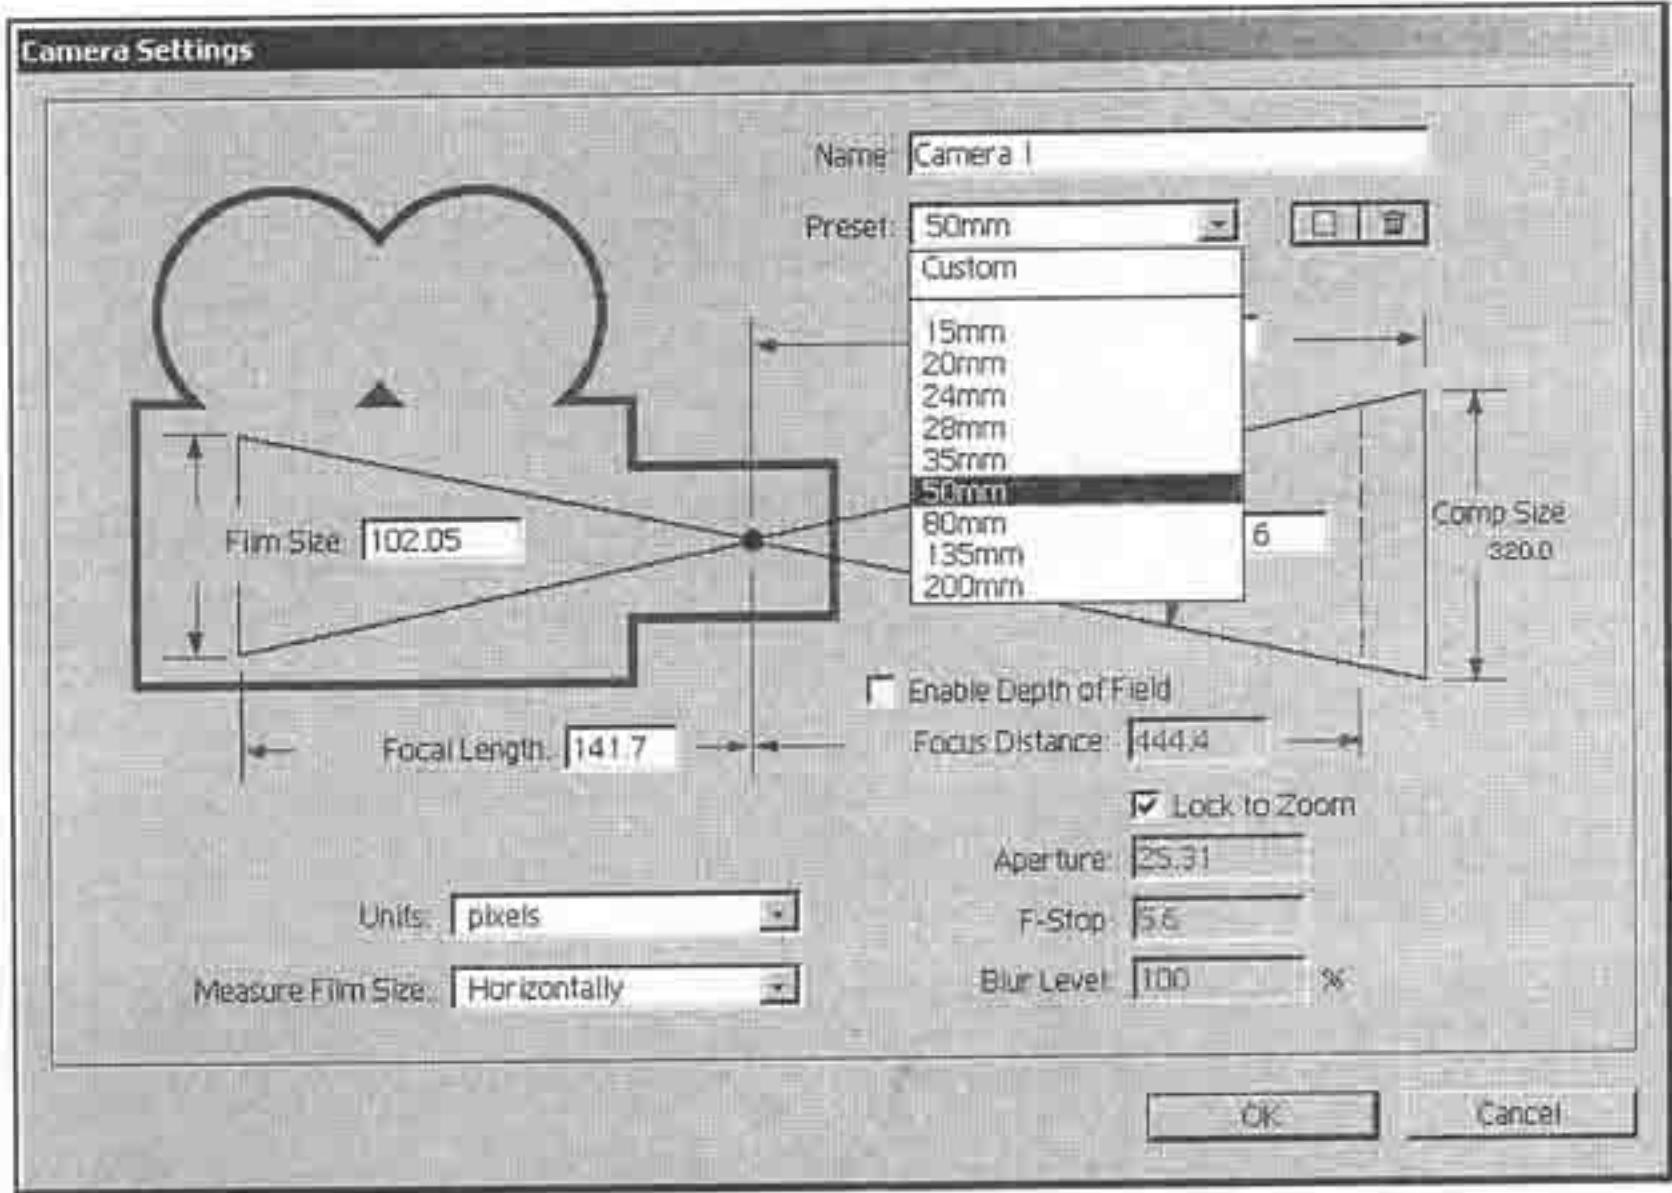 Camera Settings
Name: Camera 1
Preset: 50mm
Custom
15mm
20mm
24mm
28mm
35mm
50mm
80mm
135mm
200mm
Film Size: 102.05
6
Comp Size
320.0
Enable Depth of Field
Focal Length: 141.7
Focus Distance: 444.4
Lock to Zoom
Aperture: 25.31
Units: pixels
F-Stop: 5.6
Measure Film Size: Horizontally
Blur Level: 100 %
OK
Cancel